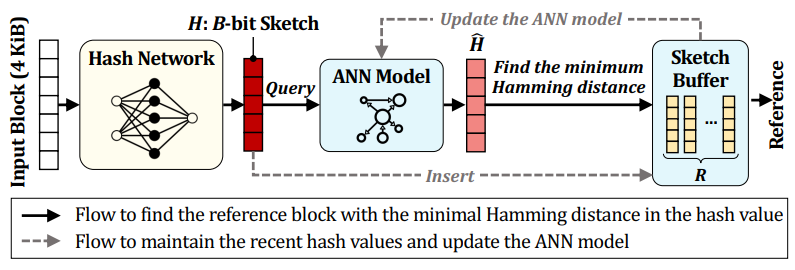 H: B-bit Sketch
Update the ANN model
Input Block (4 KiB)
Hash Network
Query
ANN Model
Ĥ
Find the minimum
Hamming distance
Sketch
Buffer
...
R
Reference
Insert
Flow to find the reference block with the minimal Hamming distance in the hash value
Flow to maintain the recent hash values and update the ANN model